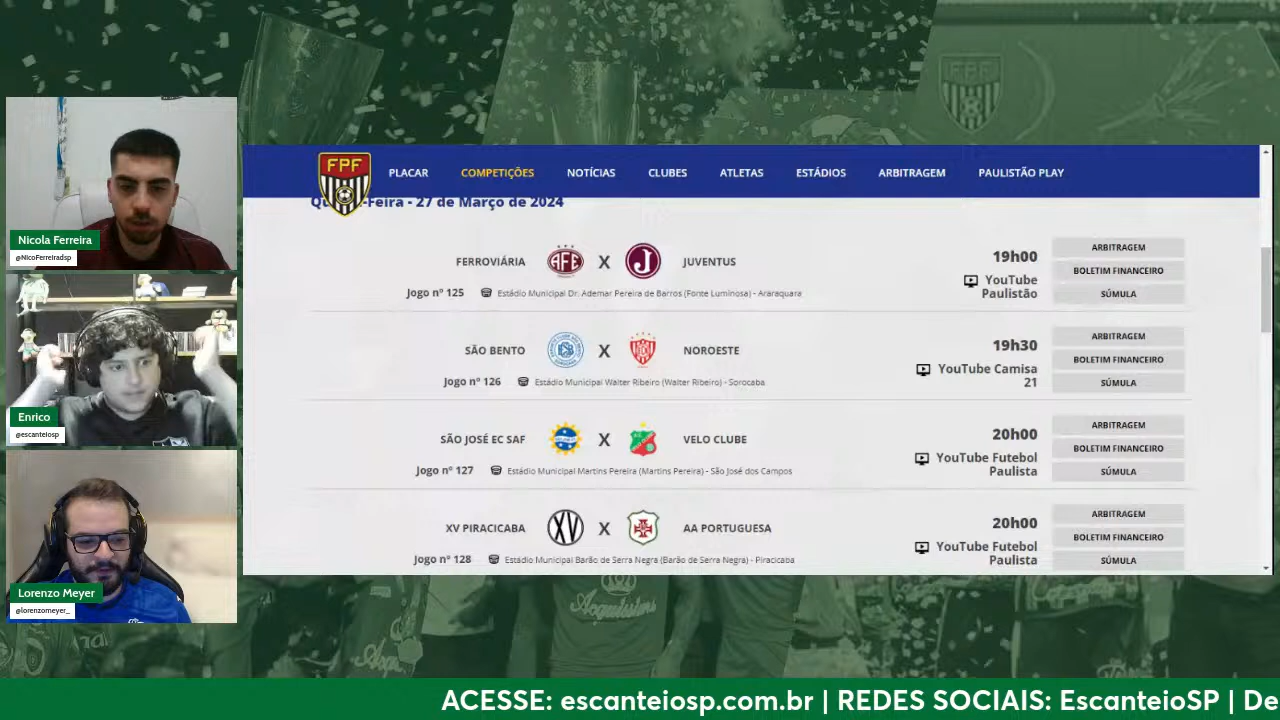 PLACAR
COMPETIÇÕES
NOTÍCIAS
CLUBES
ATLETAS
ESTÁDIOS
ARBITRAGEM
PAULISTÃO PLAY
FPF
-Feira - 27 de Março de 2024
FERROVIÁRIA
AFE
X
J
JUVENTUS
Jogo nº 125
Estádio Municipal Dr. Ademar Pereira de Barros (Fonte Luminosa) - Araraquara
19h00
YouTube
Paulistão
ARBITRAGEM
BOLETIM FINANCEIRO
SÚMULA
SÃO BENTO
X
NOROESTE
Jogo nº 126
Estádio Municipal Walter Ribeiro (Walter Ribeiro) - Sorocaba
19h30
YouTube Camisa
21
ARBITRAGEM
BOLETIM FINANCEIRO
SÚMULA
SÃO JOSÉ EC SAF
X
VELO CLUBE
Jogo nº 127
Estádio Municipal Martins Pereira (Martins Pereira) - São José dos Campos
20h00
YouTube Futebol
Paulista
ARBITRAGEM
BOLETIM FINANCEIRO
SÚMULA
XV PIRACICABA
XV
X
AA PORTUGUESA
Jogo nº 128
Estádio Municipal Barão de Serra Negra (Barão de Serra Negra) - Piracicaba
20h00
YouTube Futebol
Paulista
ARBITRAGEM
BOLETIM FINANCEIRO
SÚMULA
Nicola Ferreira
@NicoFerreiradsp
Enrico
@escanteiosp
Lorenzo Meyer
@lorenzomeyer_
FPF
Acquisitions
ACESSE: escanteiosp.com.br | REDES SOCIAIS: EscanteioSP | De